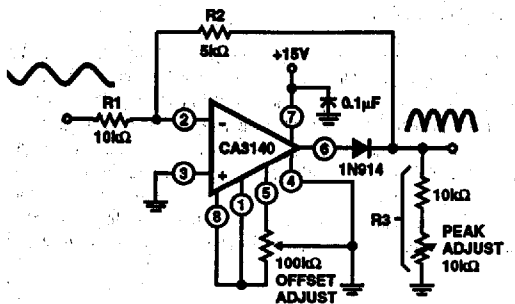 R2
5kΩ
+15V
0.1µF
R1
10kΩ
2
7
-
CA3140
6
1N914
3
+
4
5
1
8
R3
10kΩ
PEAK
ADJUST
10kΩ
100kΩ
OFFSET
ADJUST